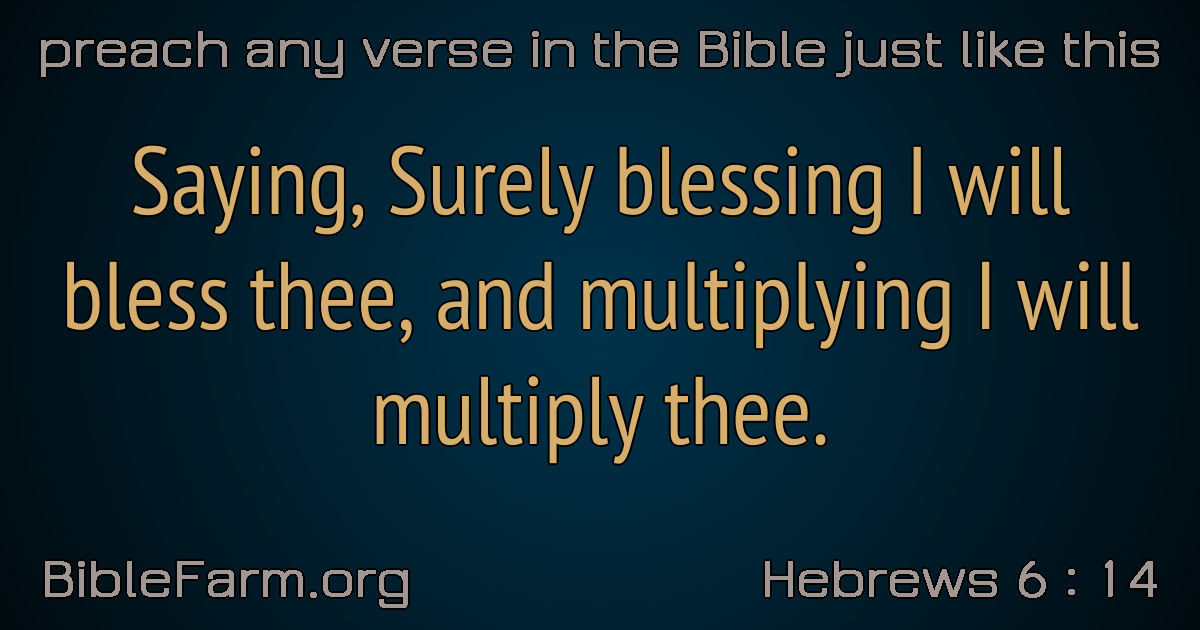 preach any verse in the Bible just like this
Saying, Surely blessing I will
bless thee, and multiplying I will
multiply thee.
BibleFarm.org
Hebrews 6 : 14